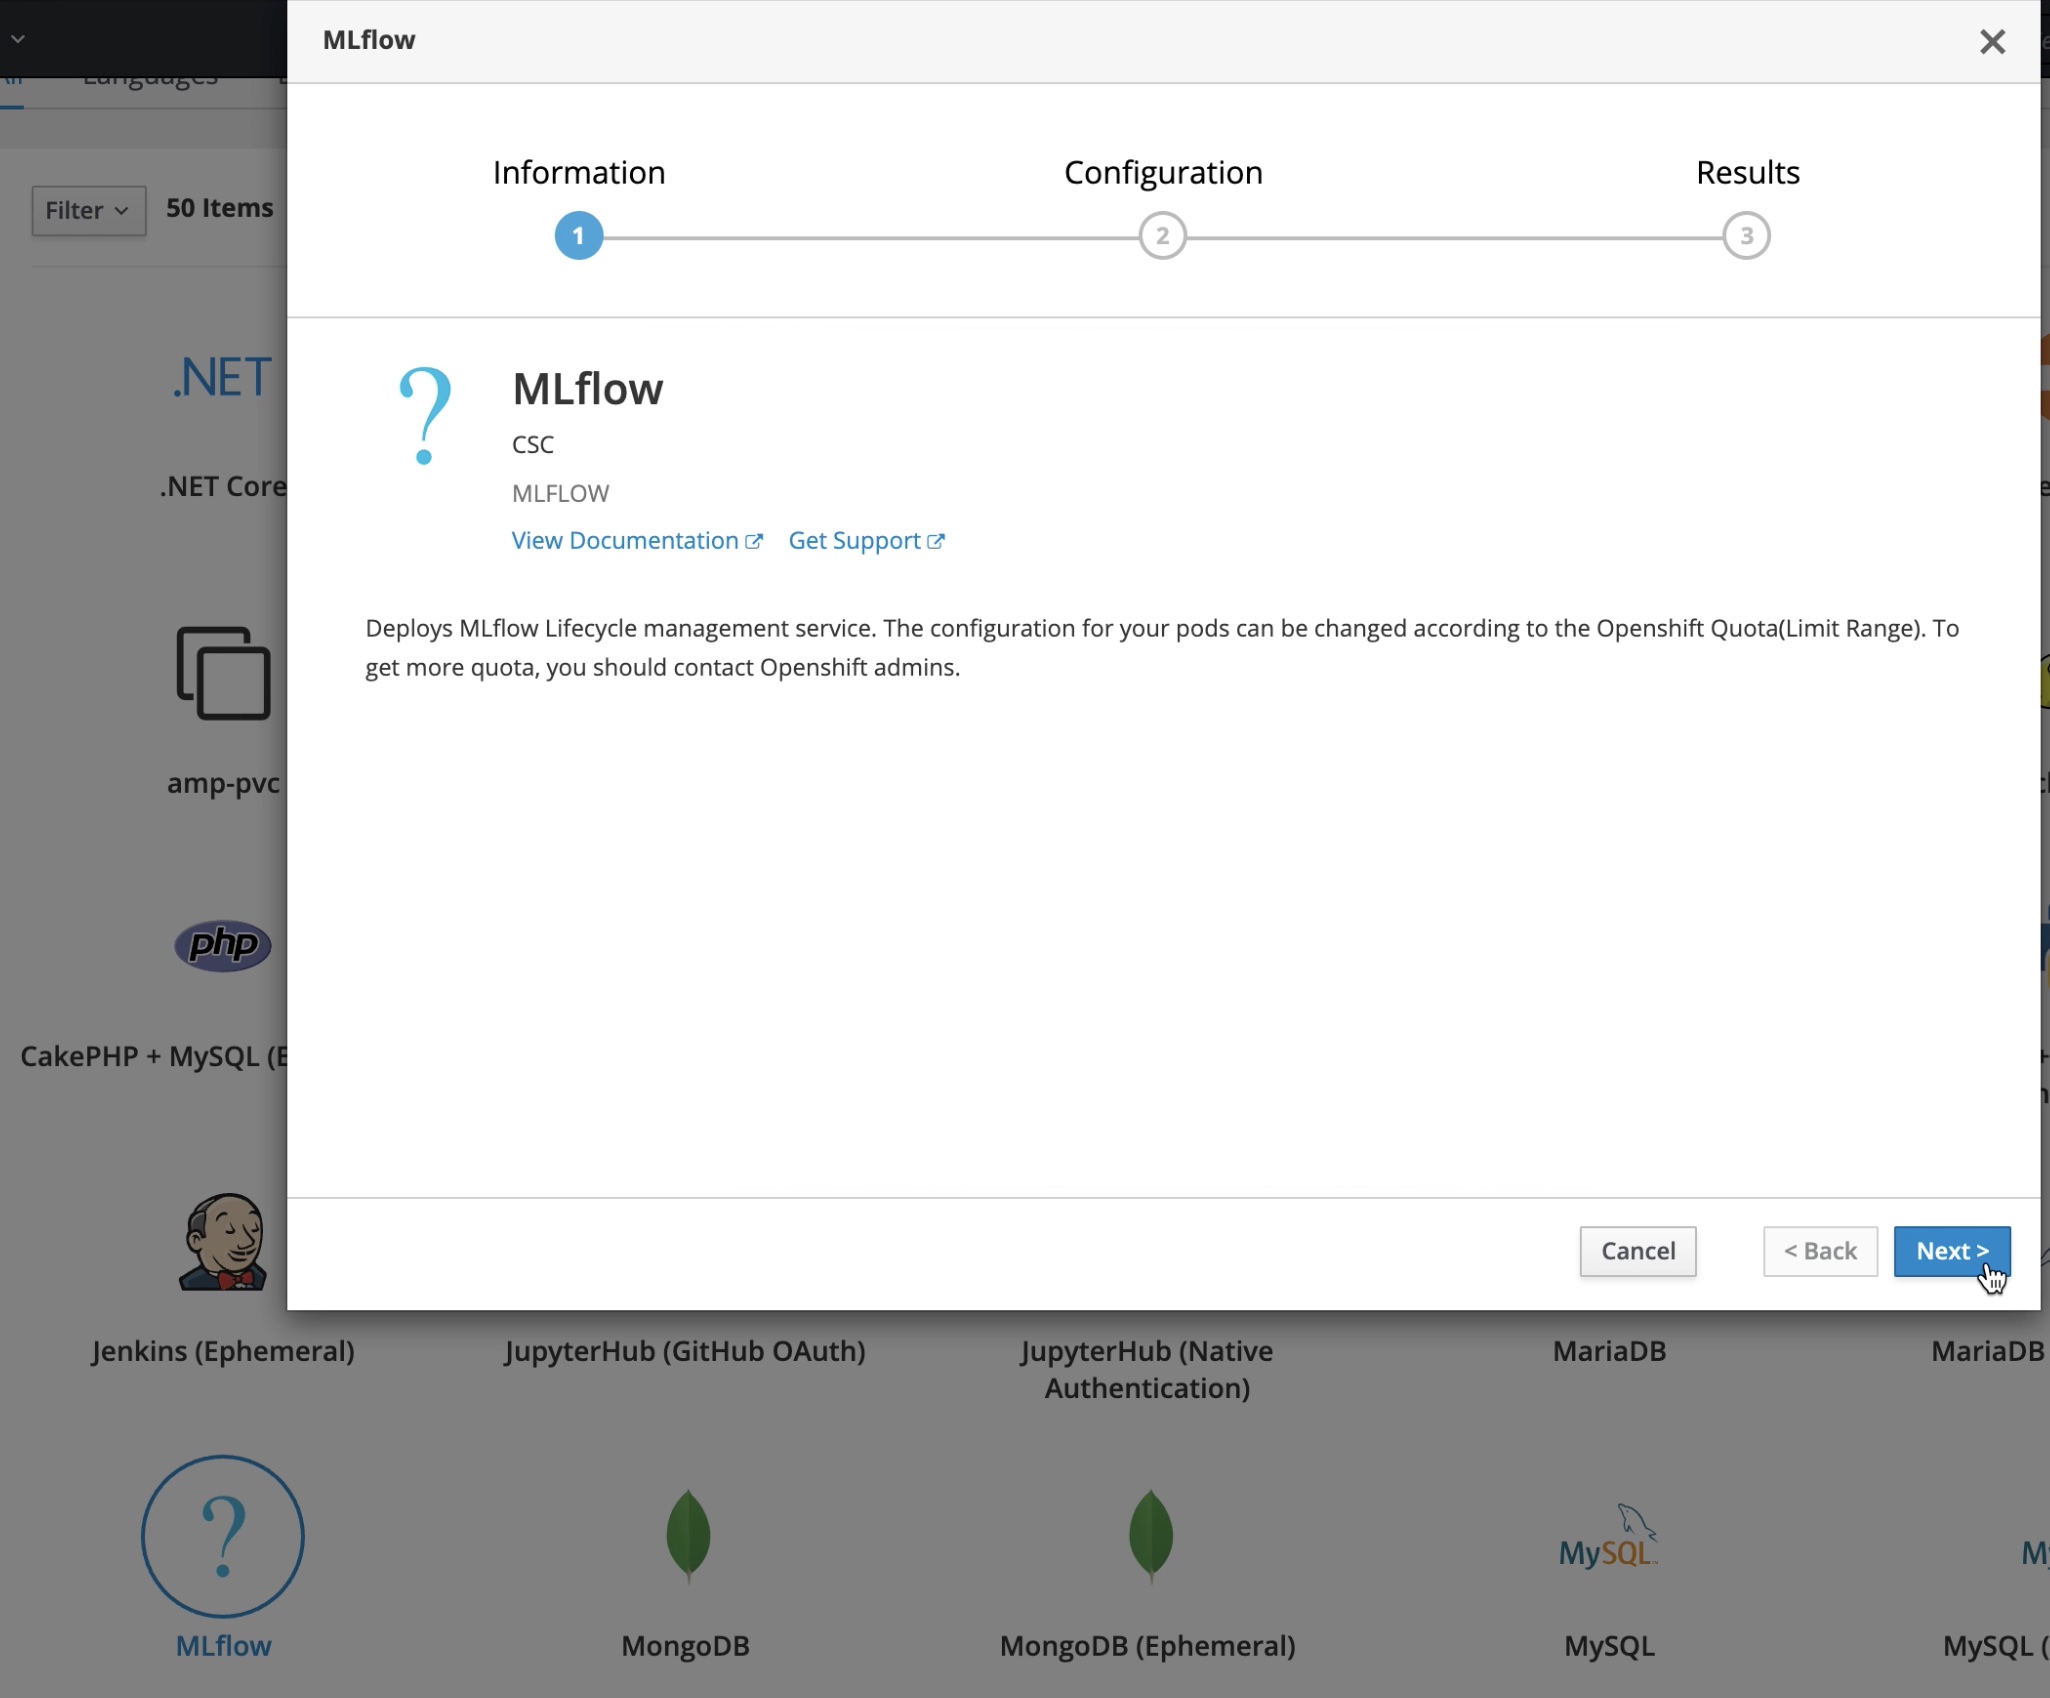 MLflow
Languages
Information
Configuration
Results
1
2
3
Filter
50 Items
.NET
.NET Core
MLflow
CSC
MLFLOW
View Documentation
Get Support
Deploys MLflow Lifecycle management service. The configuration for your pods can be changed according to the Openshift Quota(Limit Range). To
get more quota, you should contact Openshift admins.
amp-pvc
php
CakePHP + MySQL (E
Cancel
< Back
Next >
Jenkins (Ephemeral)
JupyterHub (GitHub OAuth)
JupyterHub (Native
Authentication)
MariaDB
MariaDB
MySQL
MLflow
MongoDB
MongoDB (Ephemeral)
MySQL
MySQL (